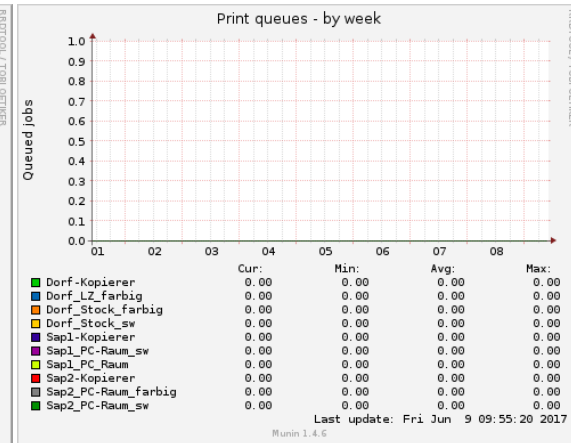 Print queues - by week
RRDTOOL / TOBI OETIKER
Queued jobs
1.0
0.9
0.8
0.7
0.6
0.5
0.4
0.3
0.2
0.1
0.0
01 02 03 04 05 06 07 08
Cur: Min: Avg: Max:
Dorf-Kopierer 0.00 0.00 0.00 0.00
Dorf_LZ_farbig 0.00 0.00 0.00 0.00
Dorf_Stock_farbig 0.00 0.00 0.00 0.00
Dorf_Stock_sw 0.00 0.00 0.00 0.00
Sap1-Kopierer 0.00 0.00 0.00 0.00
Sap1_PC-Raum_sw 0.00 0.00 0.00 0.00
Sap1_PC_Raum 0.00 0.00 0.00 0.00
Sap2-Kopierer 0.00 0.00 0.00 0.00
Sap2_PC-Raum_farbig 0.00 0.00 0.00 0.00
Sap2_PC-Raum_sw 0.00 0.00 0.00 0.00
Last update: Fri Jun 9 09:55:20 2017
Munin 1.4.6